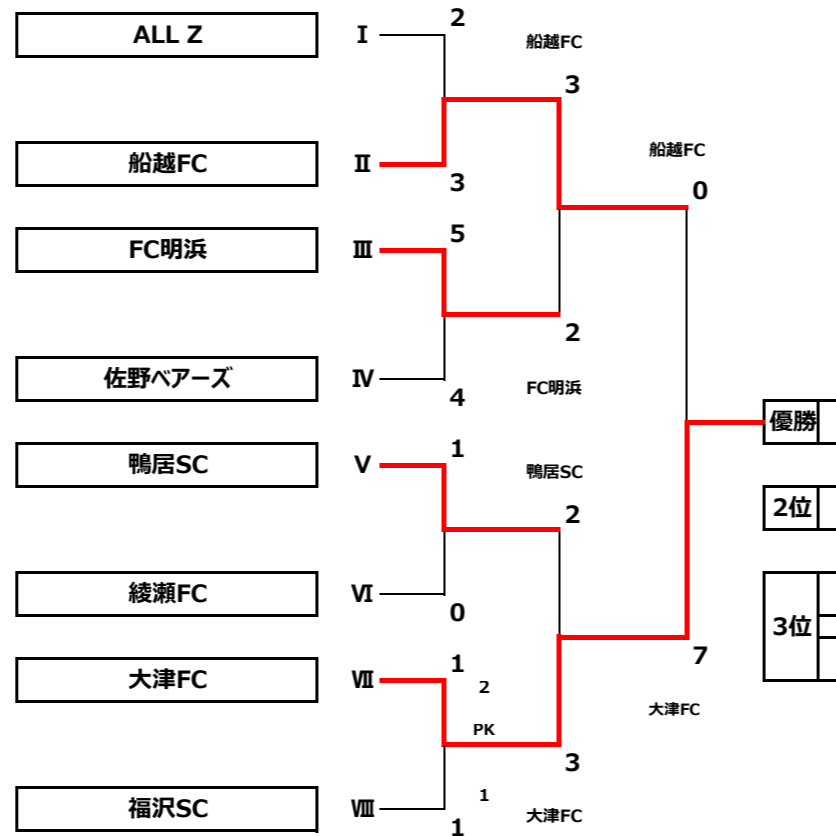 ALL Z Ⅰ 2
船越FC
3
船越FC
船越FC Ⅱ 3
0
FC明浜 Ⅲ 5
2
佐野ベアーズ Ⅳ 4
FC明浜
優勝
鴨居SC Ⅴ 1
鴨居SC
2
2位
綾瀬FC Ⅵ 0
3位
大津FC Ⅶ 1
2
7
大津FC
PK
3
福沢SC Ⅷ 1
1
大津FC